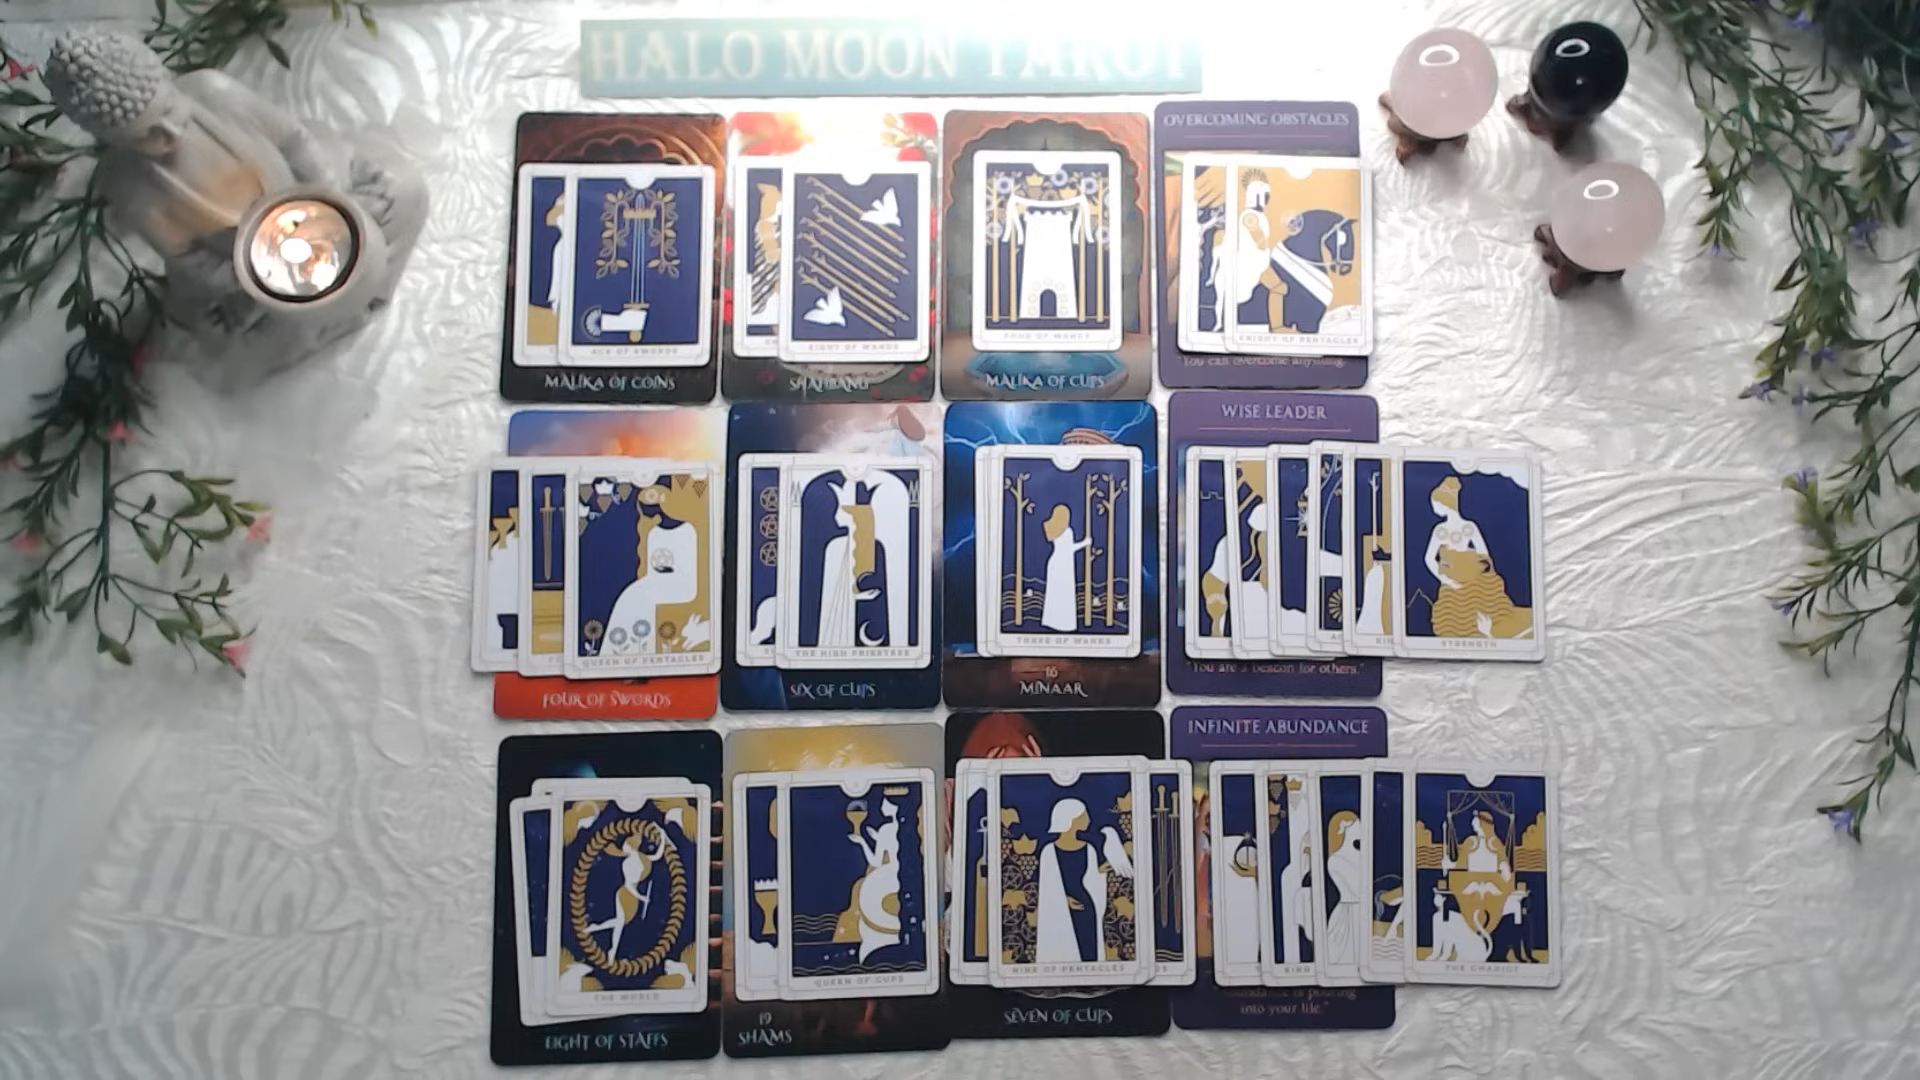 HALO MOON TAROT
OVERCOMING OBSTACLES
ACE OF SWORDS
EIGHT OF WANDS
FOUR OF WANDS
KNIGHT OF PENTACLES
"You can overcome anything."
MALIKA OF COINS
SHAHBANU
MALIKA OF CUPS
WISE LEADER
QUEEN OF PENTACLES
THE HIGH PRIESTESS
THREE OF WANDS
KIN
STRENGTH
"You are a beacon for others."
FOUR OF SWORDS
SIX OF CUPS
16
MINAAR
INFINITE ABUNDANCE
THE WORLD
QUEEN OF CUPS
NINE OF PENTACLES
KING
THE CHARIOT
is pouring
into your life."
EIGHT OF STAFFS
19
SHAMS
SEVEN OF CUPS